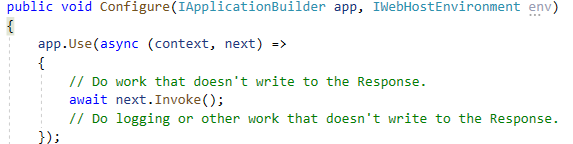 public void Configure(IApplicationBuilder app, IWebHostEnvironment env)
{
    app.Use(async (context, next) =>
    {
        // Do work that doesn't write to the Response.
        await next.Invoke();
        // Do logging or other work that doesn't write to the Response.
    });